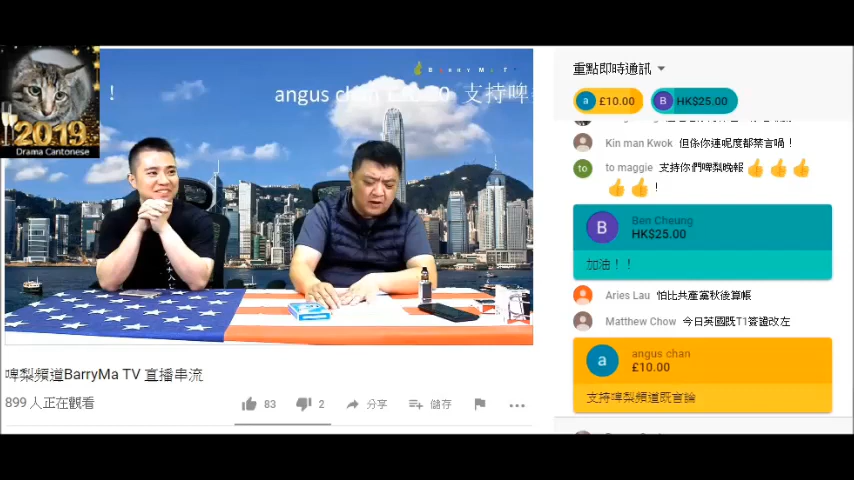 2019
Drama Cantonese
!
angus chan £10.00 支持啤
BARRYMAT
啤梨頻道BarryMa TV 直播串流
899 人正在觀看
83
2
分享
儲存
重點即時通訊
a £10.00
B HK$25.00
Kin man Kwok 但係你連呢度都禁言喎！
to to maggie 支持你們啤梨晚報👍👍👍
👍👍！
B Ben Cheung
HK$25.00
加油！！
Aries Lau 怕比共產黨秋後算帳
Matthew Chow 今日英國既T1簽證改左
a angus chan
£10.00
支持啤梨頻道既言論